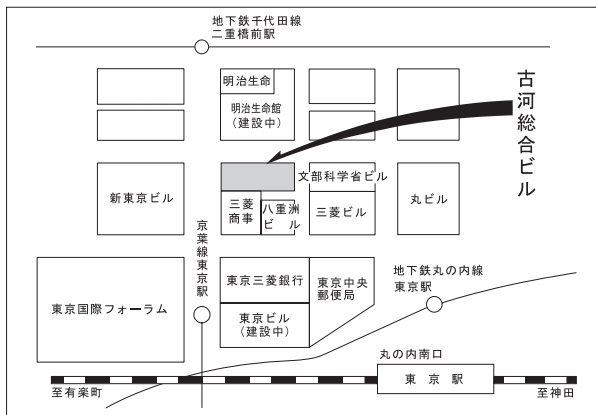 地下鉄千代田線
二重橋前駅
明治生命
明治生命館
(建設中)
古河総合ビル
新東京ビル
文部科学省ビル
三菱
商事
八重洲
ビル
三菱ビル
丸ビル
京葉線東京駅
東京国際フォーラム
東京三菱銀行
東京ビル
(建設中)
東京中央
郵便局
地下鉄丸の内線
東京駅
丸の内南口
東京駅
至有楽町
至神田